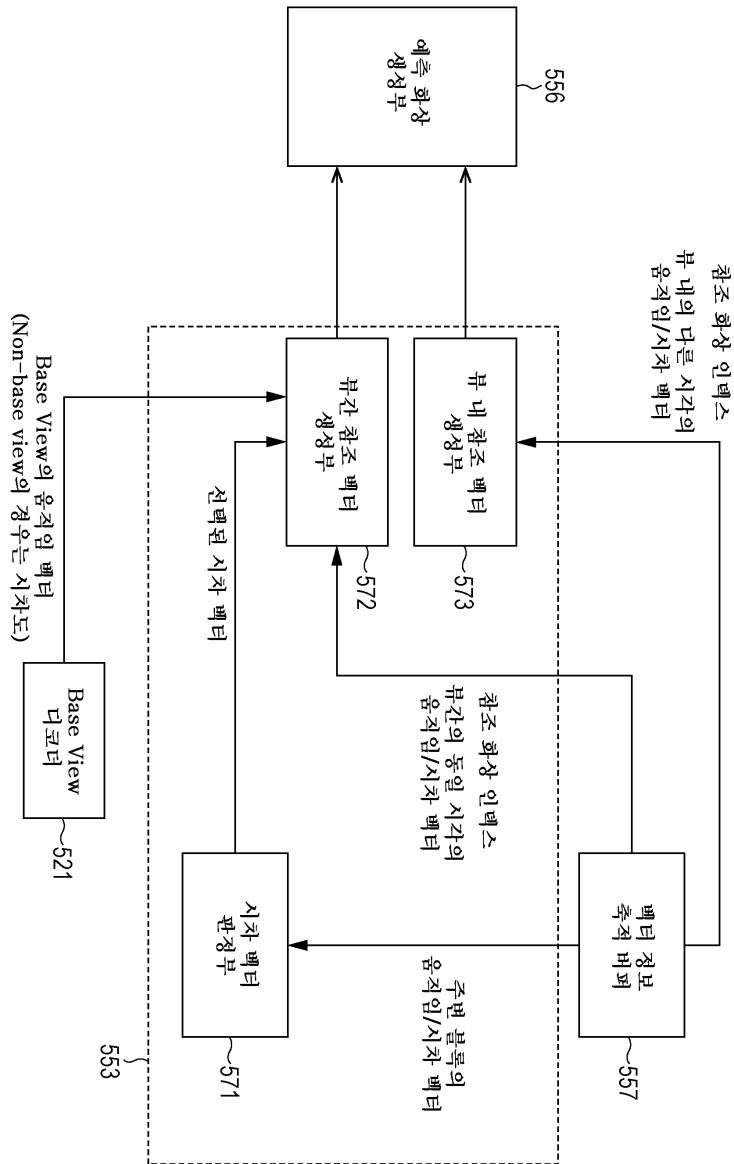 참조 화상 인덱스
뷰 내의 다른 시각의
움직임/시차 벡터
벡터 정보
축적 버퍼
557
556
예측 화상
생성부
뷰 내 참조 벡터
생성부
573
참조 화상 인덱스
뷰간의 동일 시각의
움직임/시차 벡터
주변 블록의
움직임/시차 벡터
뷰간 참조 벡터
생성부
572
선택된 시차 벡터
시차 벡터
판정부
571
553
Base View의 움직임 벡터
(Non-base view의 경우는 시차도)
Base View
디코더
521